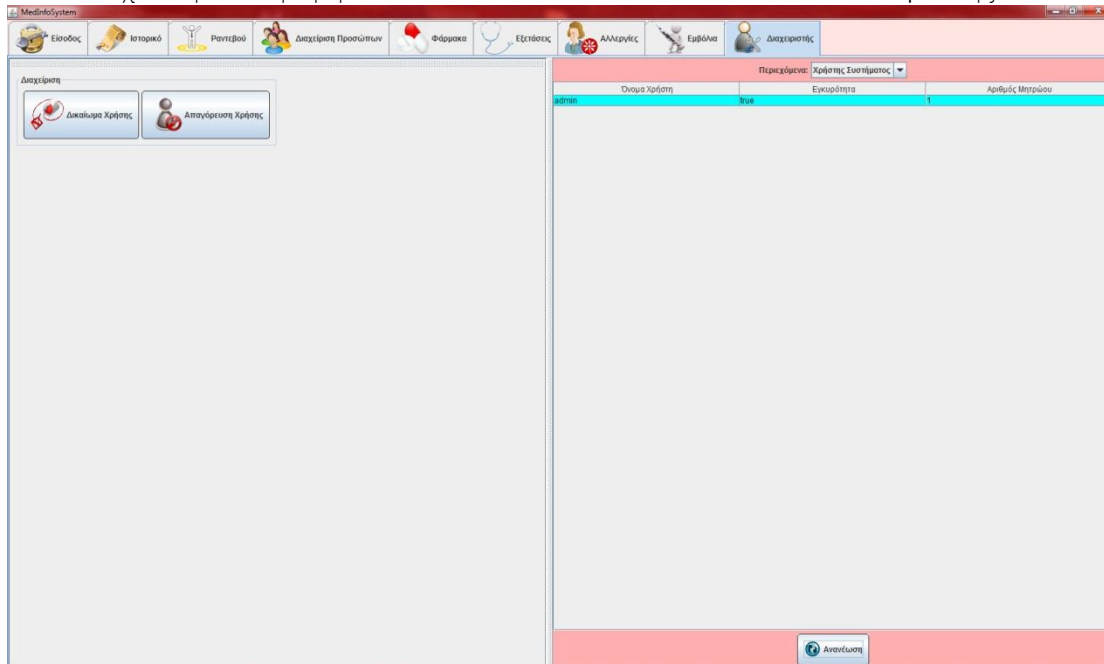 MedInfoSystem
Είσοδος Ιστορικό Ραντεβού Διαχείριση Προσώπων Φάρμακα Εξετάσεις Αλλεργίες Εμβόλια Διαχειριστής
Διαχείριση
Δικαίωμα Χρήσης Απαγόρευση Χρήσης
Περιεχόμενα: Χρήστης Συστήματος
Όνομα Χρήστη Εγκυρότητα Αριθμός Μητρώου
admin true 1
Ανανέωση